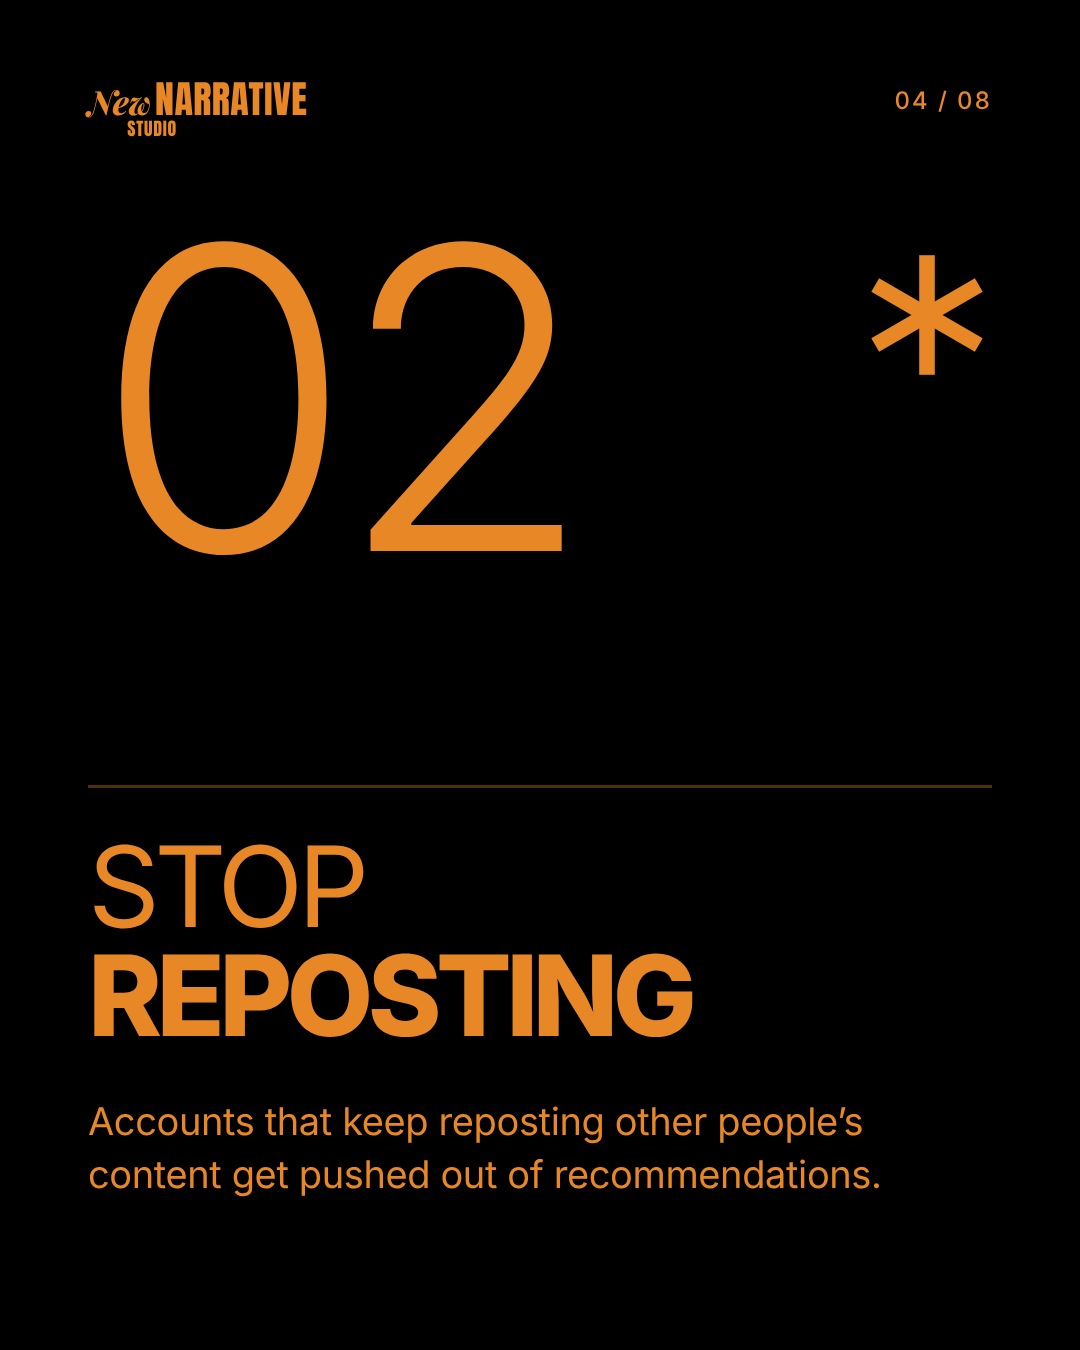 New NARRATIVE
STUDIO
04 / 08
02
*
STOP
REPOSTING
Accounts that keep reposting other people’s
content get pushed out of recommendations.